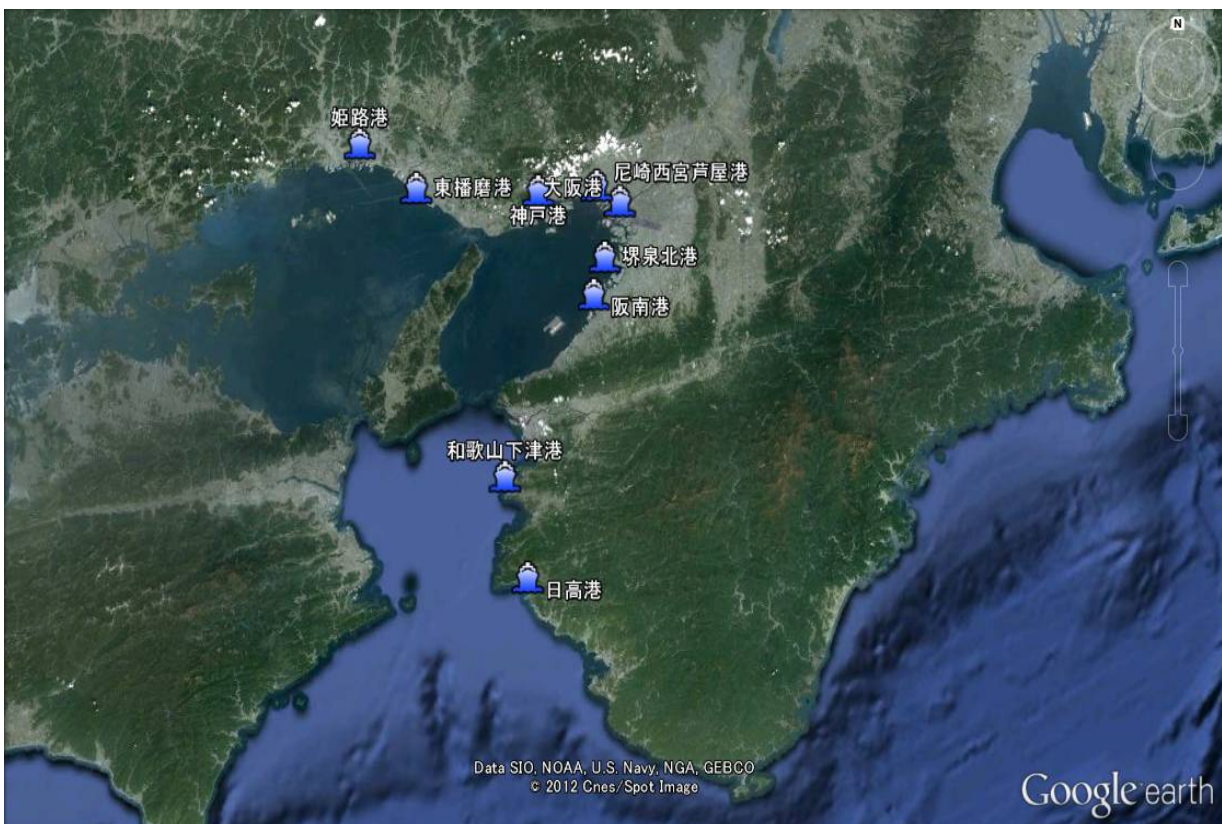 N
姫路港
東播磨港
大阪港
尼崎西宮芦屋港
神戸港
堺泉北港
阪南港
和歌山下津港
日高港
Data SIO, NOAA, U.S. Navy, NGA, GEBCO
© 2012 Cnes/Spot Image
Google earth